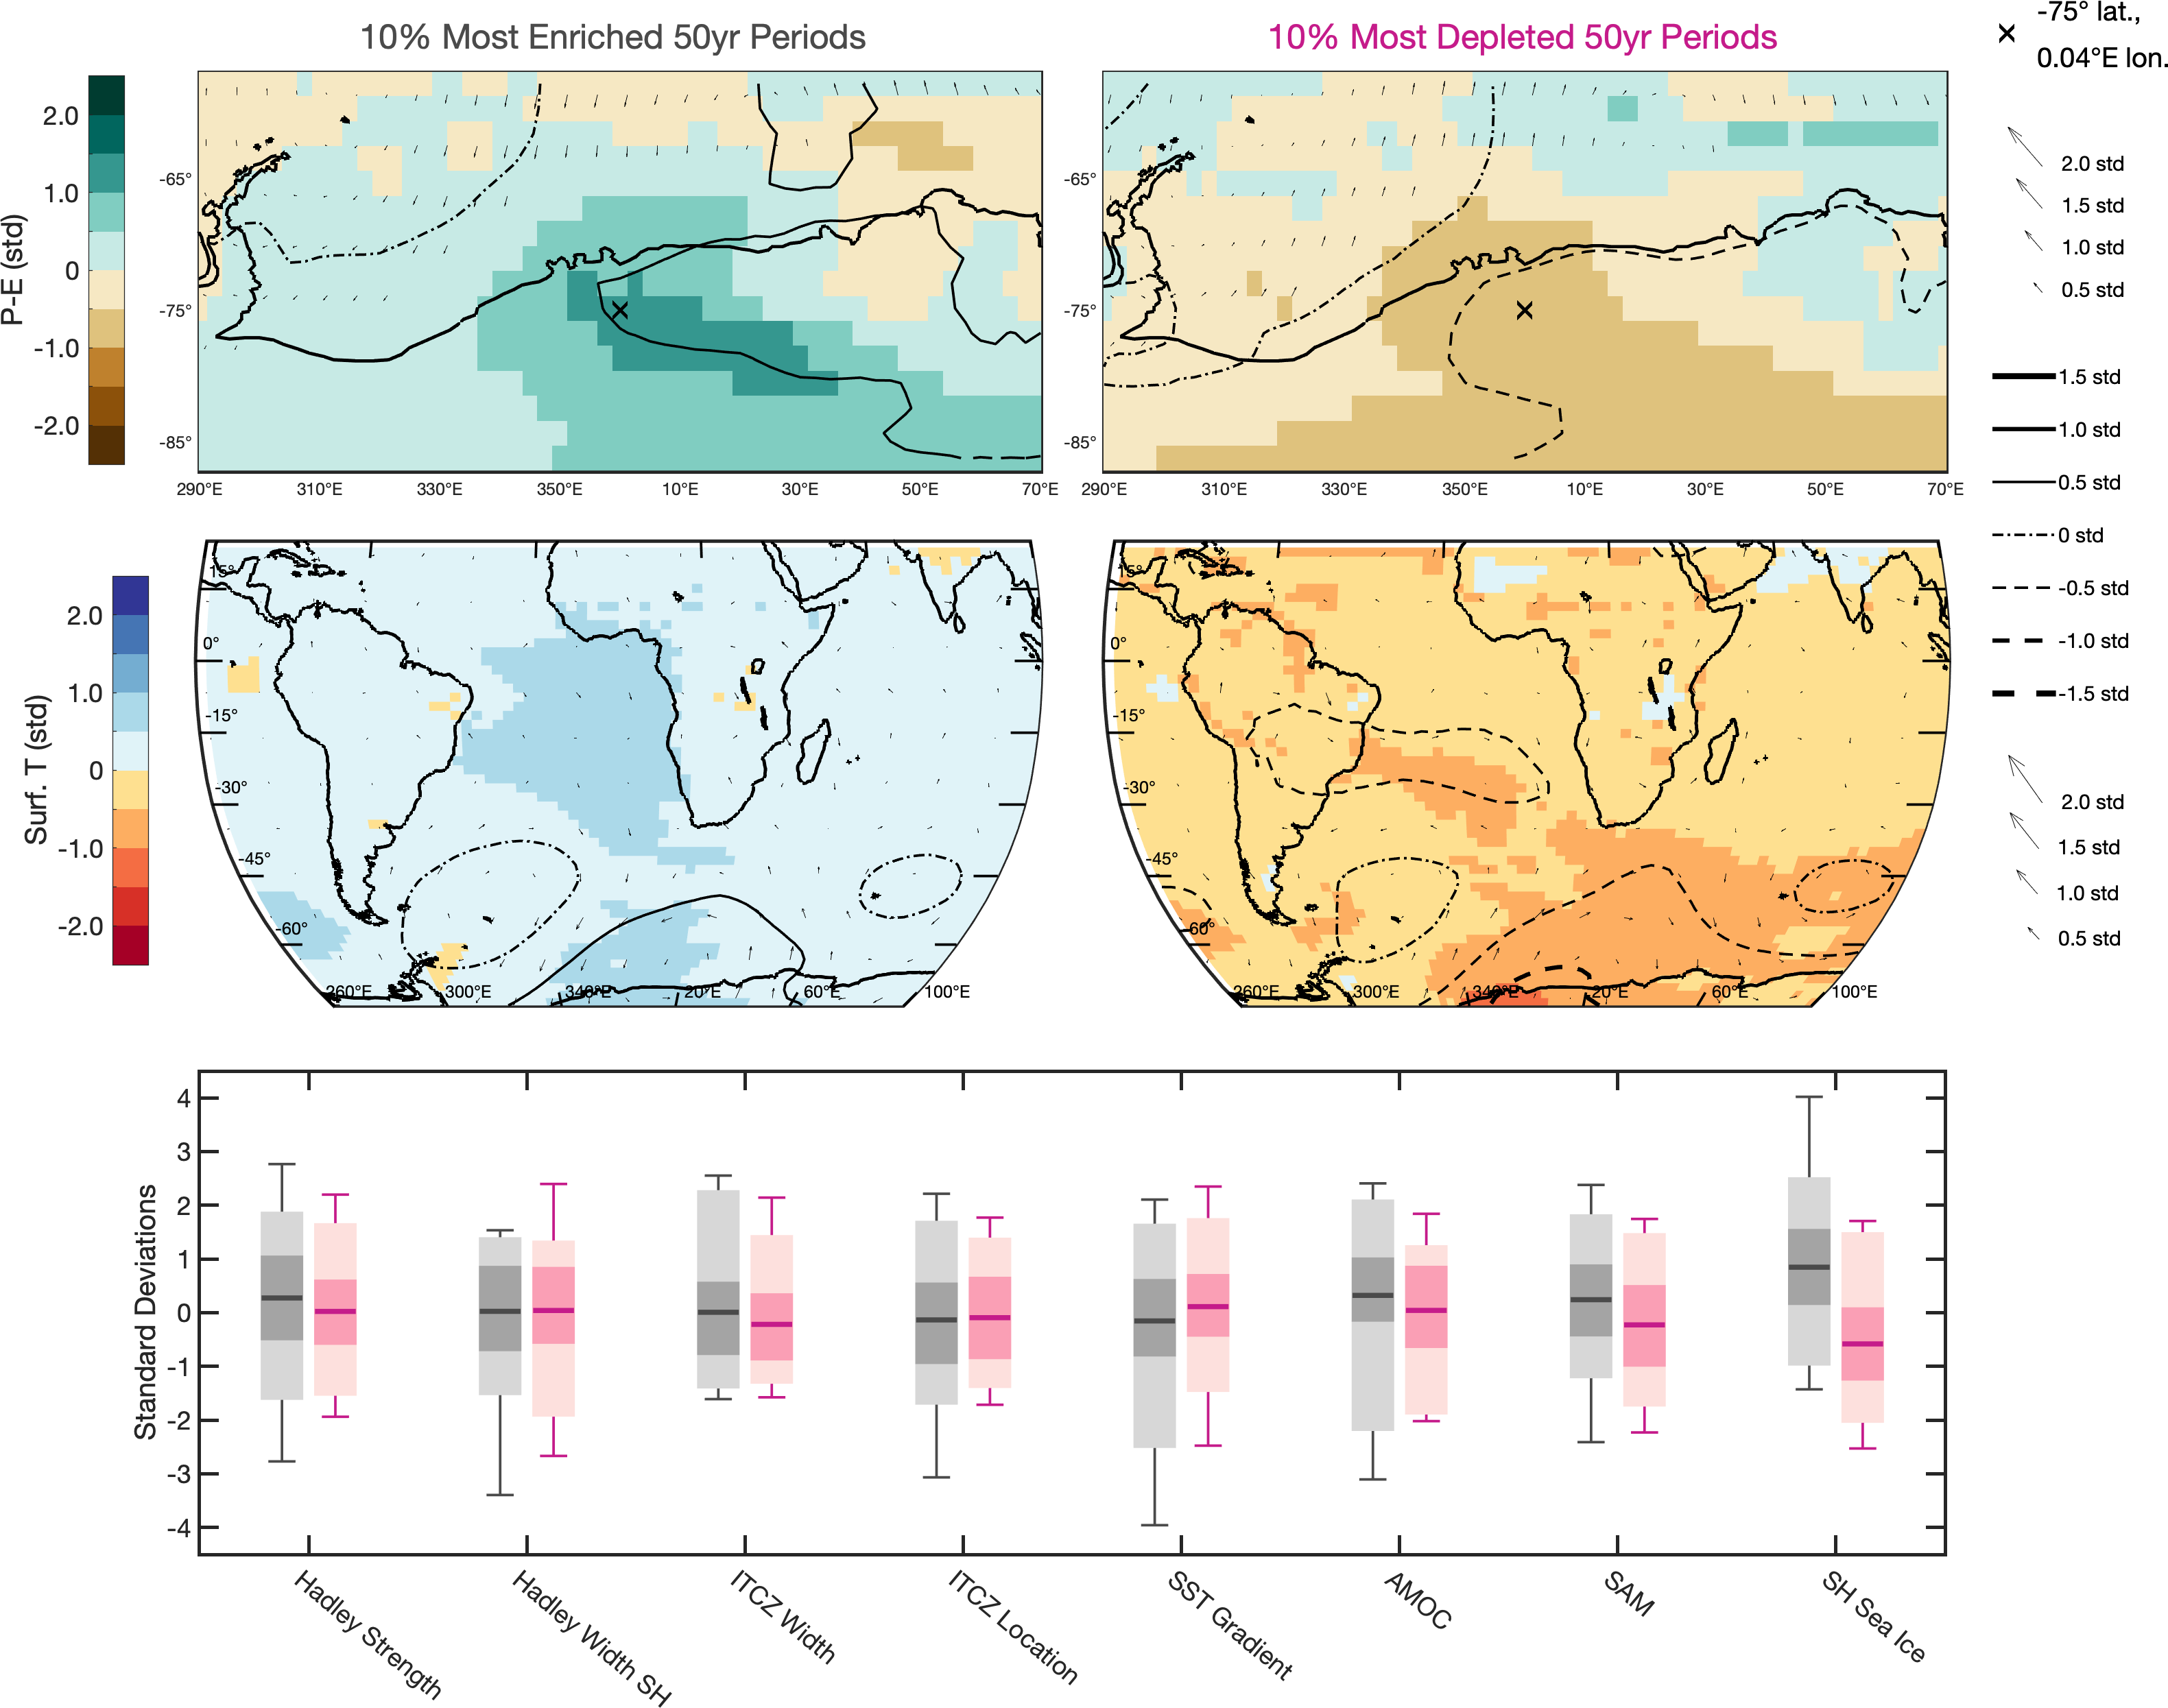 10% Most Enriched 50yr Periods
10% Most Depleted 50yr Periods
-75° lat.,
0.04°E lon.
P-E (std)
2.0
1.0
0
-1.0
-2.0
-65°
-75°
-85°
290°E 310°E 330°E 350°E 10°E 30°E 50°E 70°E
-65°
-75°
-85°
290°E 310°E 330°E 350°E 10°E 30°E 50°E 70°E
2.0 std
1.5 std
1.0 std
0.5 std
1.5 std
1.0 std
0.5 std
0 std
-0.5 std
-1.0 std
-1.5 std
2.0 std
1.5 std
1.0 std
0.5 std
Surf. T (std)
2.0
1.0
0
-1.0
-2.0
15°
0°
-15°
-30°
-45°
-60°
260°E 300°E 340°E 20°E 60°E 100°E
15°
0°
-15°
-30°
-45°
-60°
260°E 300°E 340°E 20°E 60°E 100°E
Standard Deviations
4
3
2
1
0
-1
-2
-3
-4
Hadley Strength
Hadley Width SH
ITCZ Width
ITCZ Location
SST Gradient
AMOC
SAM
SH Sea Ice